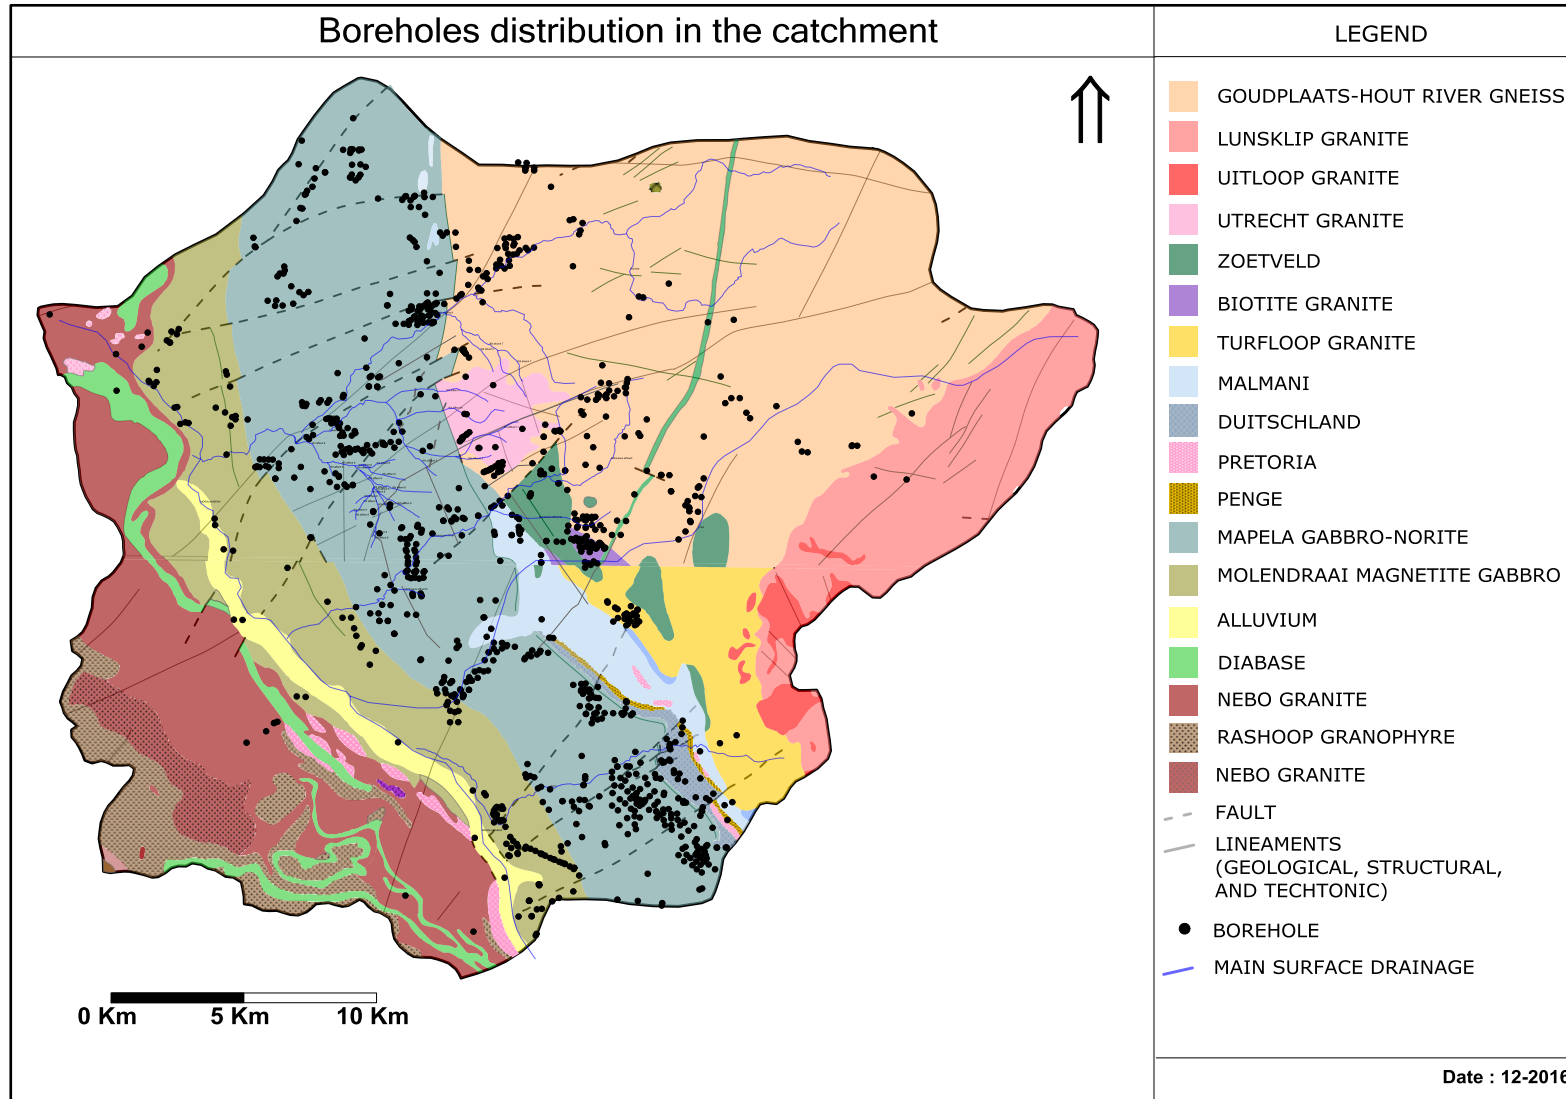 Boreholes distribution in the catchment
LEGEND
GOUDPLAATS-HOUT RIVER GNEISS
LUNSKLIP GRANITE
UITLOOP GRANITE
UTRECHT GRANITE
ZOETVELD
BIOTITE GRANITE
TURFLOOP GRANITE
MALMANI
DUITSCHLAND
PRETORIA
PENGE
MAPELA GABBRO-NORITE
MOLENDRAAI MAGNETITE GABBRO
ALLUVIUM
DIABASE
NEBO GRANITE
RASHOOP GRANOPHYRE
NEBO GRANITE
FAULT
LINEAMENTS
(GEOLOGICAL, STRUCTURAL,
AND TECHTONIC)
BOREHOLE
MAIN SURFACE DRAINAGE
0 Km 5 Km 10 Km
Date : 12-2016